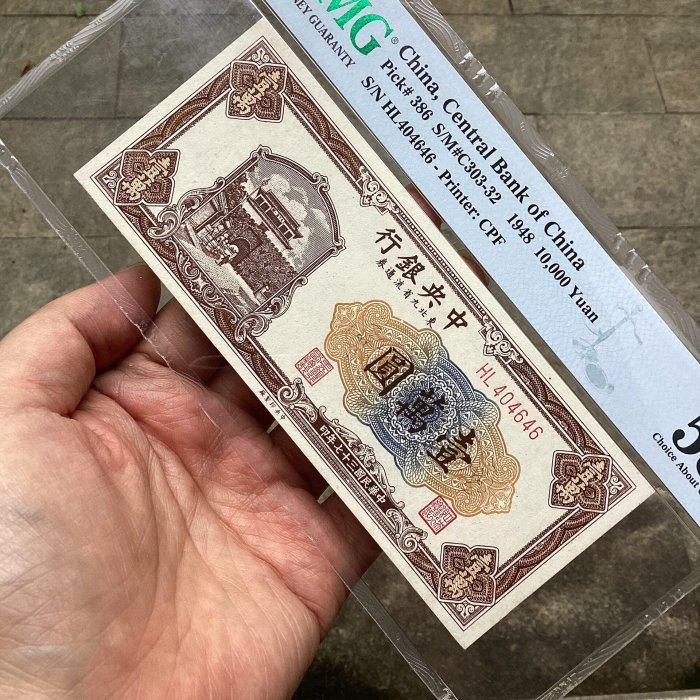 MG®
EY GUARANTY
China, Central Bank of China
Pick# 386 S/M#C303-32 1948 10,000 Yuan
S/N HL404646 - Printer: CPF
5
Choice About
壹萬
壹萬
中央銀行
東北九省流通券
HL 404646
壹萬圓
中華民國三十七年印
壹萬
壹萬